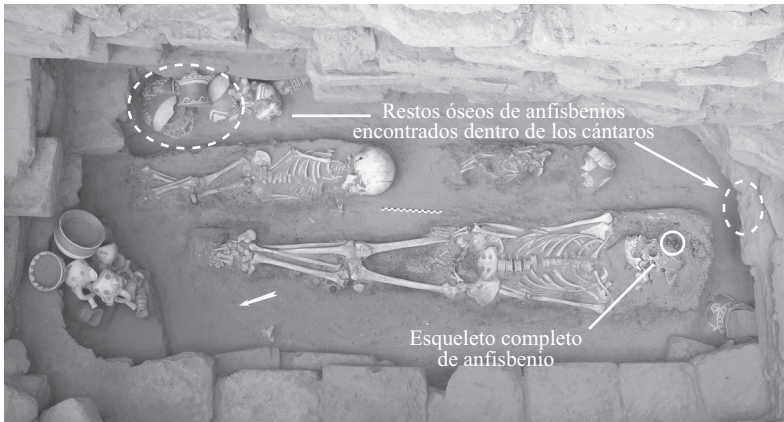 Restos óseos de anfisbenios
encontrados dentro de los cántaros
Esqueleto completo
de anfisbenio